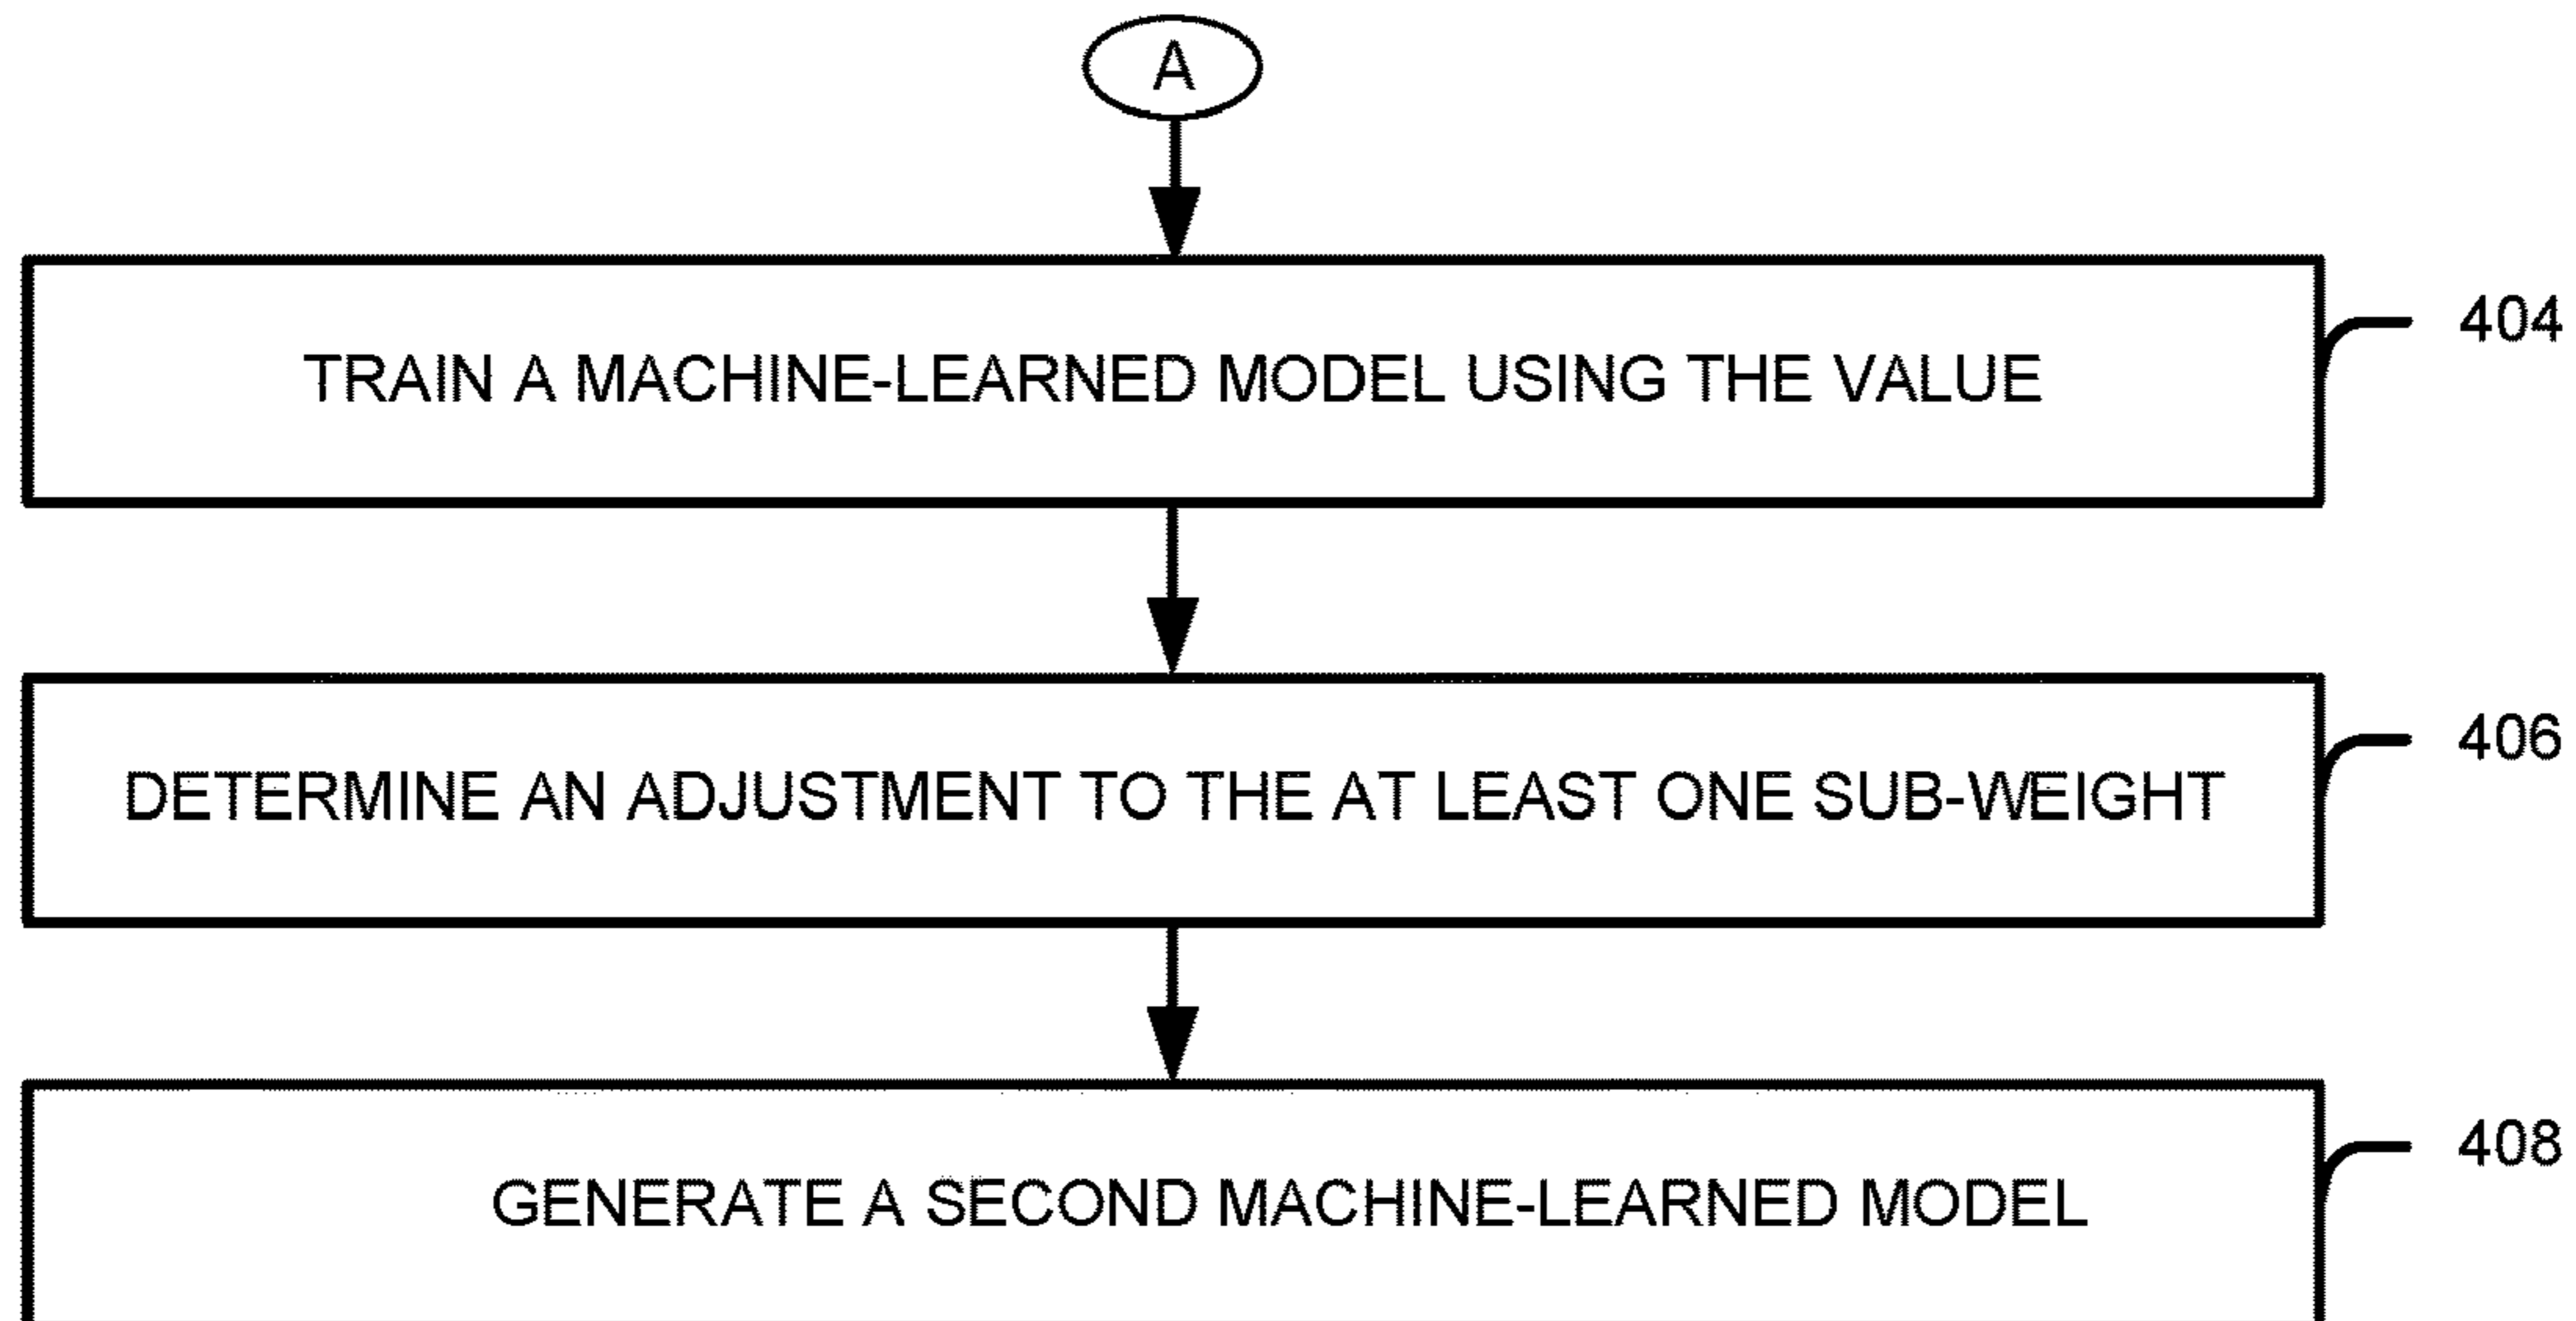 A
TRAIN A MACHINE-LEARNED MODEL USING THE VALUE
404
DETERMINE AN ADJUSTMENT TO THE AT LEAST ONE SUB-WEIGHT
406
GENERATE A SECOND MACHINE-LEARNED MODEL
408